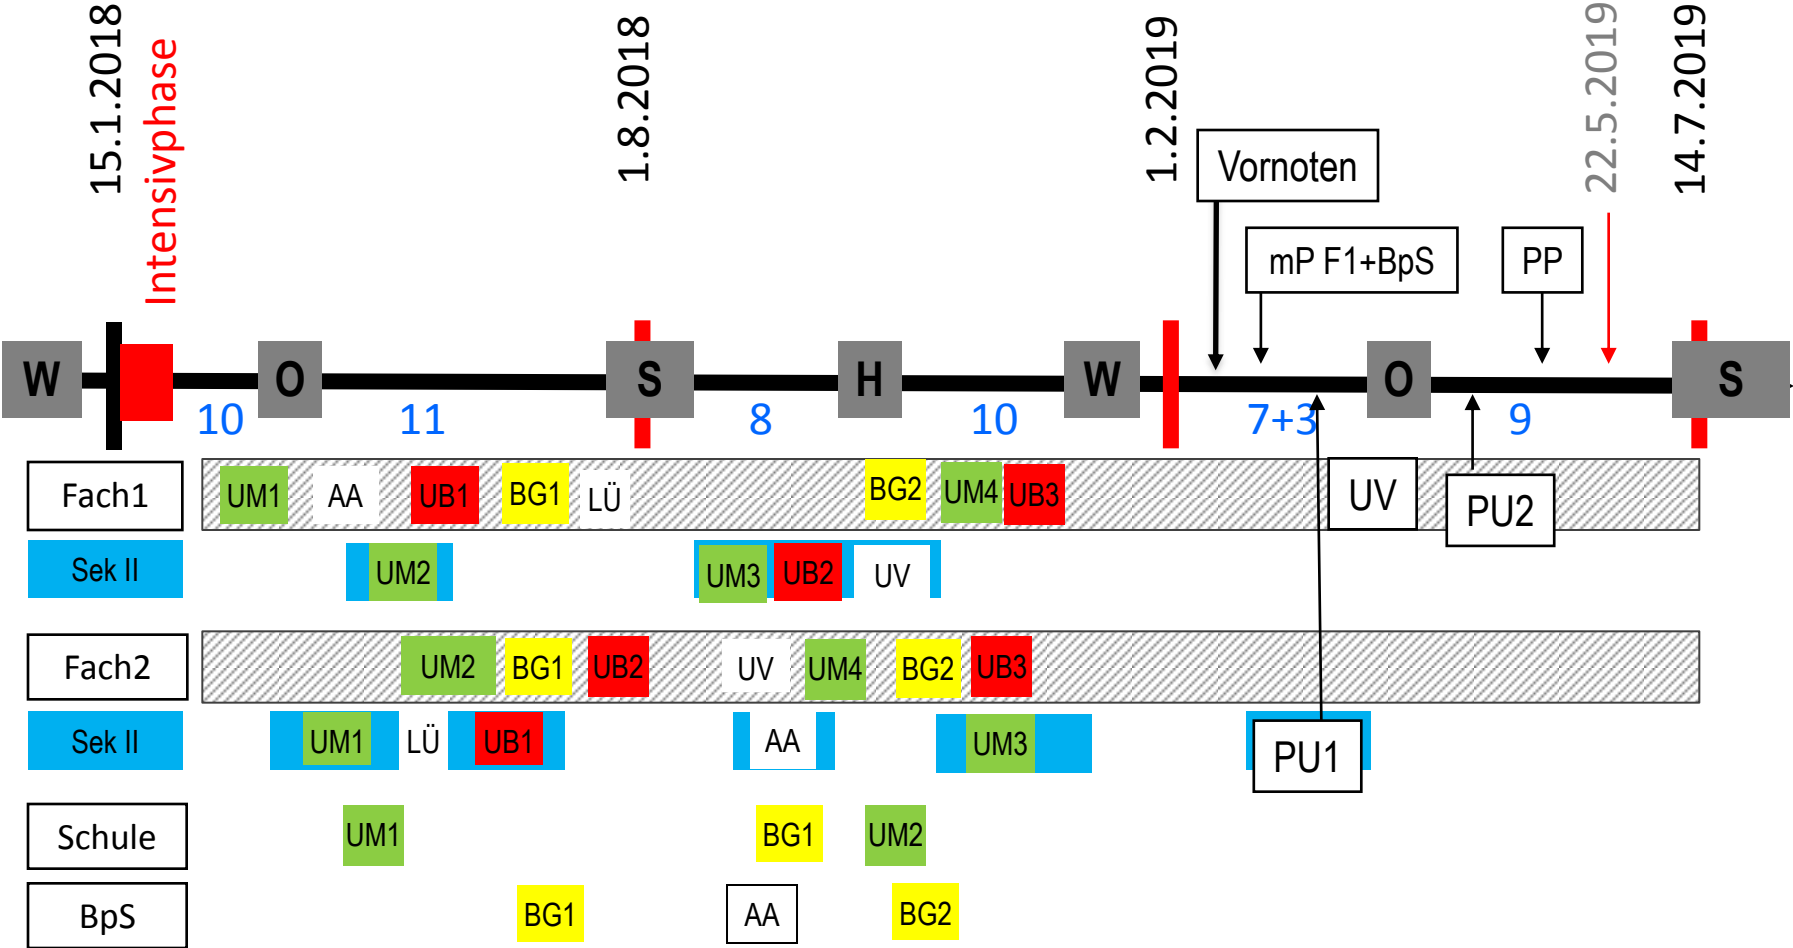 15.1.2018
Intensivphase
1.8.2018
1.2.2019
22.5.2019
14.7.2019
Vornoten
mP F1+BpS
PP
W
O
S
H
W
O
S
10
11
8
10
7+3
9
Fach1
UM1
AA
UB1
BG1
LÜ
BG2
UM4
UB3
UV
PU2
Sek II
UM2
UM3
UB2
UV
Fach2
UM2
BG1
UB2
UV
UM4
BG2
UB3
Sek II
UM1
LÜ
UB1
AA
UM3
PU1
Schule
UM1
BG1
UM2
BpS
BG1
AA
BG2